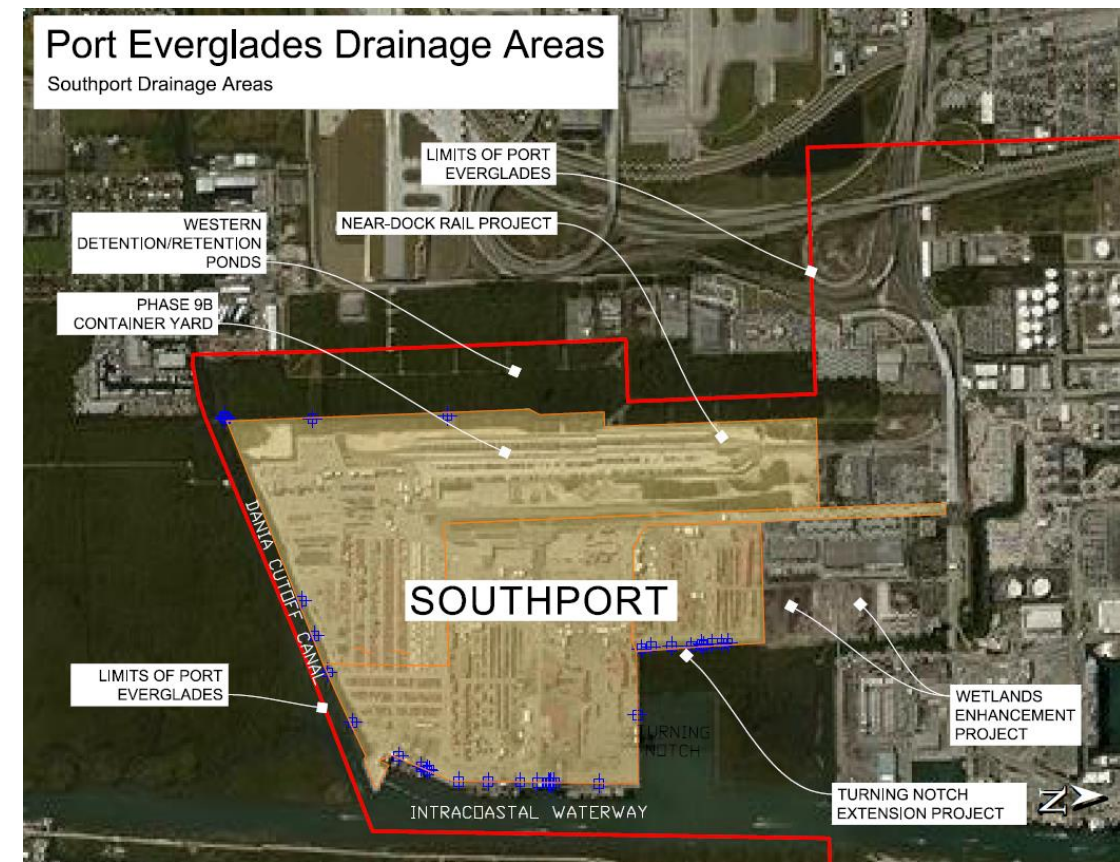 Port Everglades Drainage Areas
Southport Drainage Areas
LIMITS OF PORT
EVERGLADES
WESTERN
DETENTION/RETENTION
PONDS
NEAR-DOCK RAIL PROJECT
PHASE 9B
CONTAINER YARD
DANIA CUTOFF CANAL
SOUTHPORT
LIMITS OF PORT
EVERGLADES
TURNING
NOTCH
WETLANDS
ENHANCEMENT
PROJECT
TURNING NOTCH
EXTENSION PROJECT
INTRACOASTAL WATERWAY
N